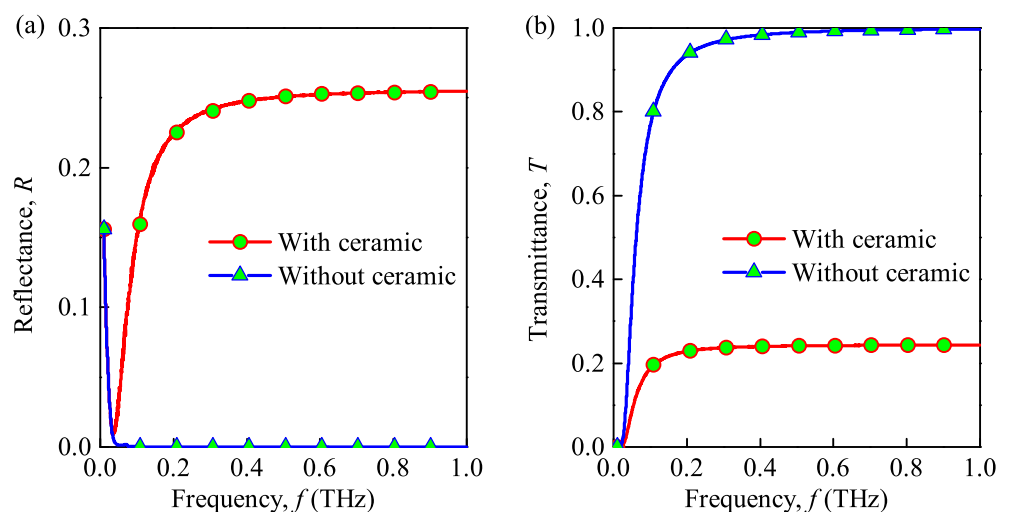 (a)
0.3
0.2
0.1
0.0
Reflectance, R
With ceramic
Without ceramic
0.0 0.2 0.4 0.6 0.8 1.0
Frequency, f (THz)
(b)
1.0
0.8
0.6
0.4
0.2
0.0
Transmittance, T
With ceramic
Without ceramic
0.0 0.2 0.4 0.6 0.8 1.0
Frequency, f (THz)